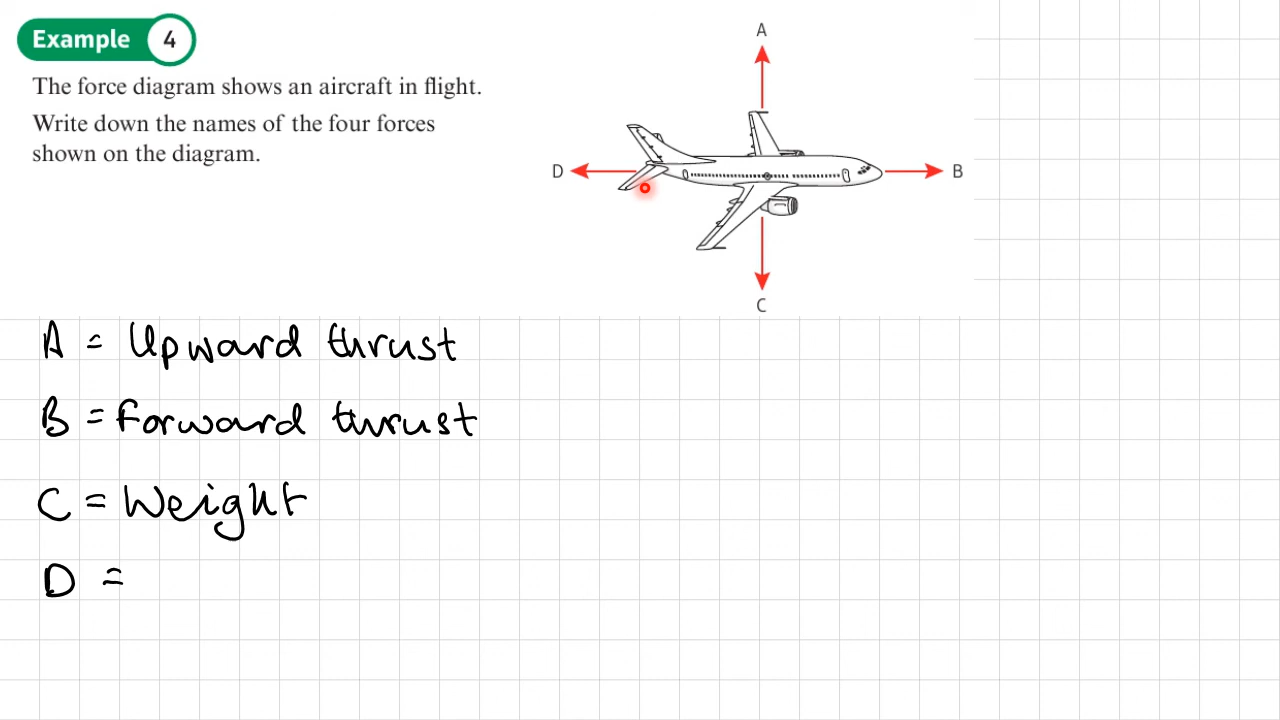 Example 4
The force diagram shows an aircraft in flight.
Write down the names of the four forces
shown on the diagram.
A
D
B
C
A = Upward thrust
B = Forward thrust
C = Weight
D =